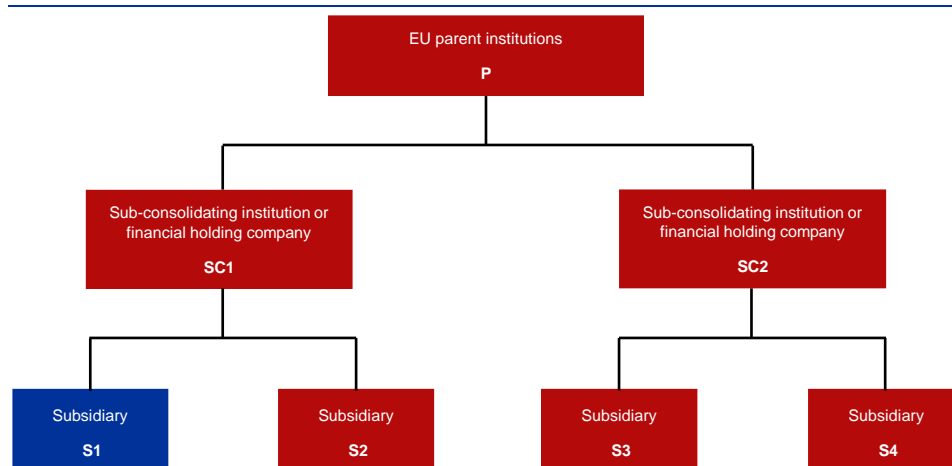 EU parent institutions
P
Sub-consolidating institution or
financial holding company
SC1
Sub-consolidating institution or
financial holding company
SC2
Subsidiary
S1
Subsidiary
S2
Subsidiary
S3
Subsidiary
S4